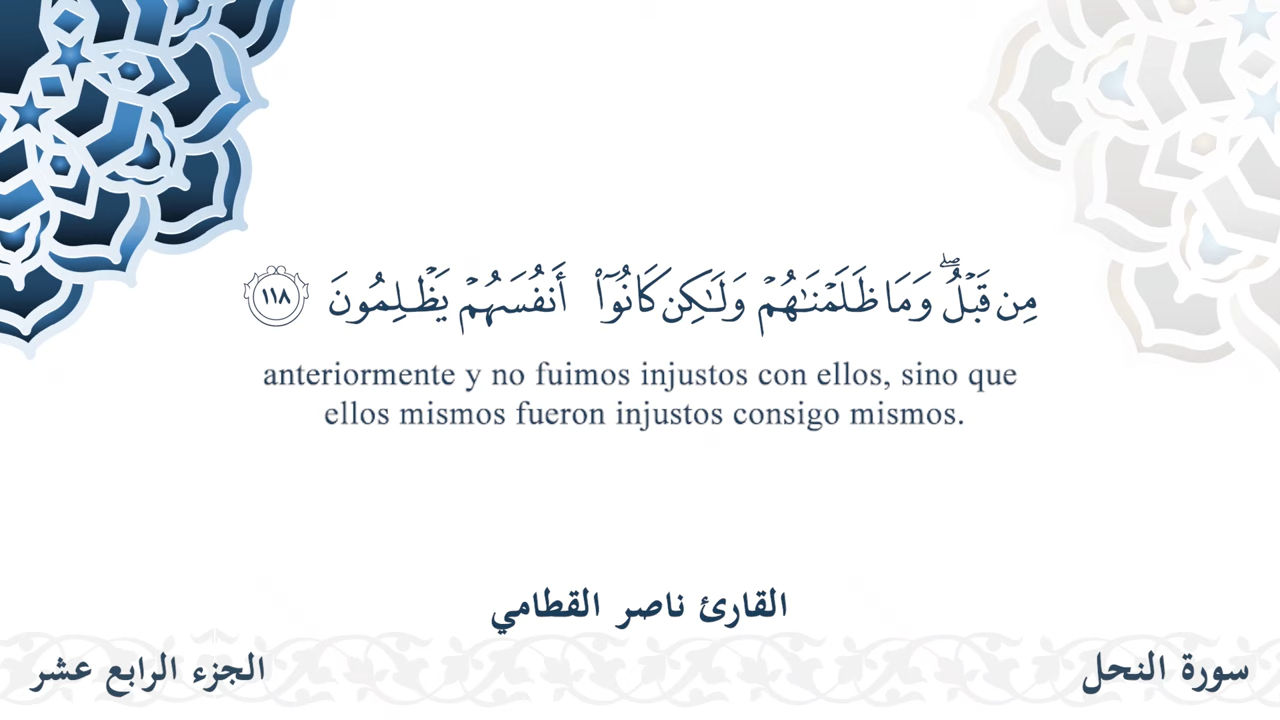 مِن قَبْلُ ۖ وَمَا ظَلَمْنَٰهُمْ وَلَٰكِن كَانُوٓا۟ أَنفُسَهُمْ يَظْلِمُونَ ١١٨
anteriormente y no fuimos injustos con ellos, sino que
ellos mismos fueron injustos consigo mismos.
القارئ ناصر القطامي
سورة النحل
الجزء الرابع عشر